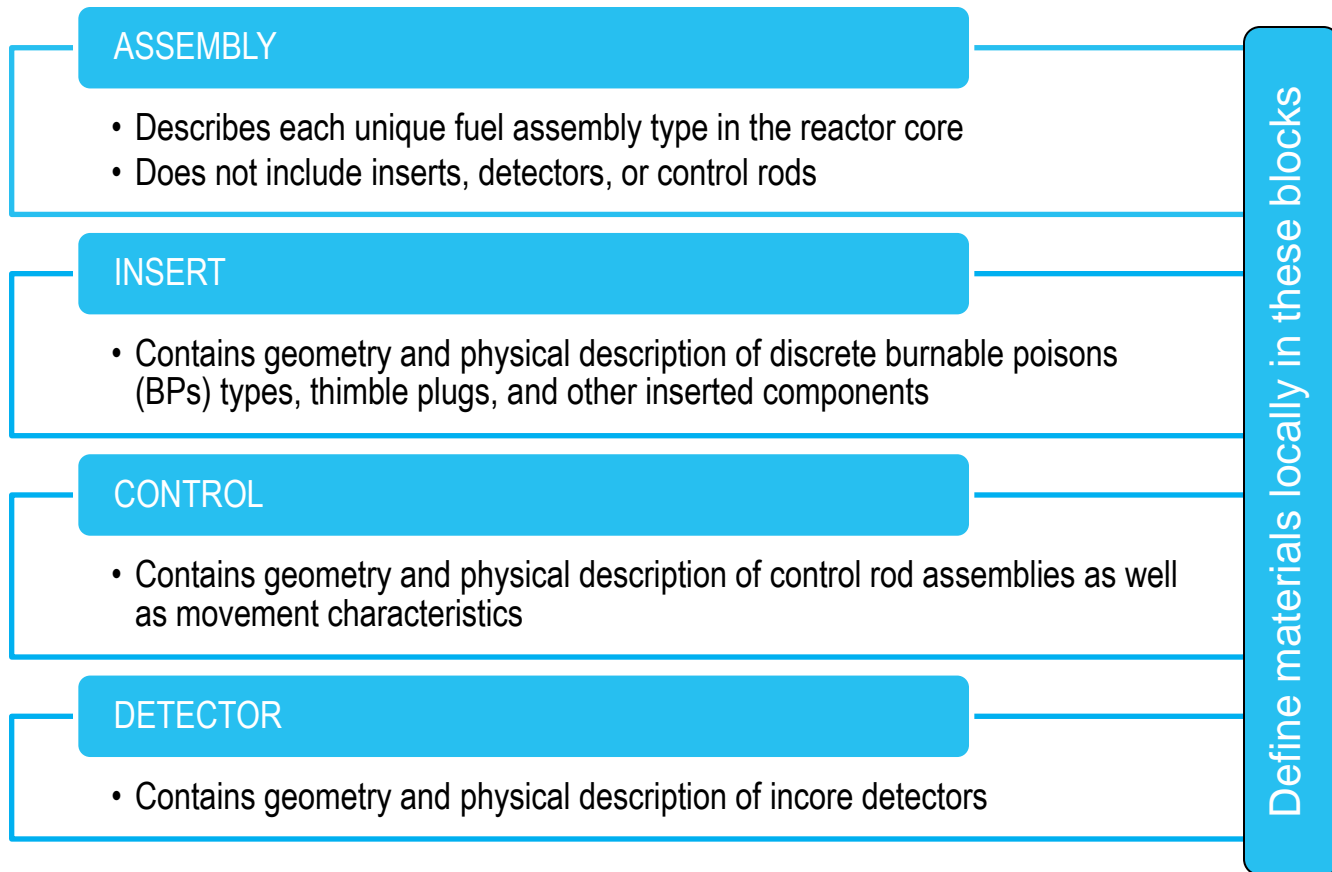 ASSEMBLY
• Describes each unique fuel assembly type in the reactor core
• Does not include inserts, detectors, or control rods
INSERT
• Contains geometry and physical description of discrete burnable poisons
(BPs) types, thimble plugs, and other inserted components
CONTROL
• Contains geometry and physical description of control rod assemblies as well
as movement characteristics
DETECTOR
• Contains geometry and physical description of incore detectors
Define materials locally in these blocks